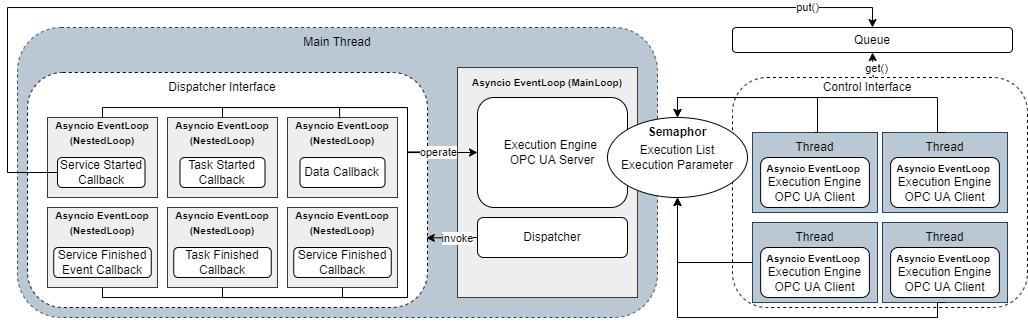 put()
Main Thread
Queue
get()
Dispatcher Interface
Asyncio EventLoop
(NestedLoop)
Service Started
Callback
Asyncio EventLoop
(NestedLoop)
Task Started
Callback
Asyncio EventLoop
(NestedLoop)
Data Callback
Asyncio EventLoop
(NestedLoop)
Service Finished
Event Callback
Asyncio EventLoop
(NestedLoop)
Task Finished
Callback
Asyncio EventLoop
(NestedLoop)
Service Finished
Callback
operate
invoke
Asyncio EventLoop (MainLoop)
Execution Engine
OPC UA Server
Dispatcher
Semaphor
Execution List
Execution Parameter
Control Interface
Thread
Asyncio EventLoop
Execution Engine
OPC UA Client
Thread
Asyncio EventLoop
Execution Engine
OPC UA Client
Thread
Asyncio EventLoop
Execution Engine
OPC UA Client
Thread
Asyncio EventLoop
Execution Engine
OPC UA Client